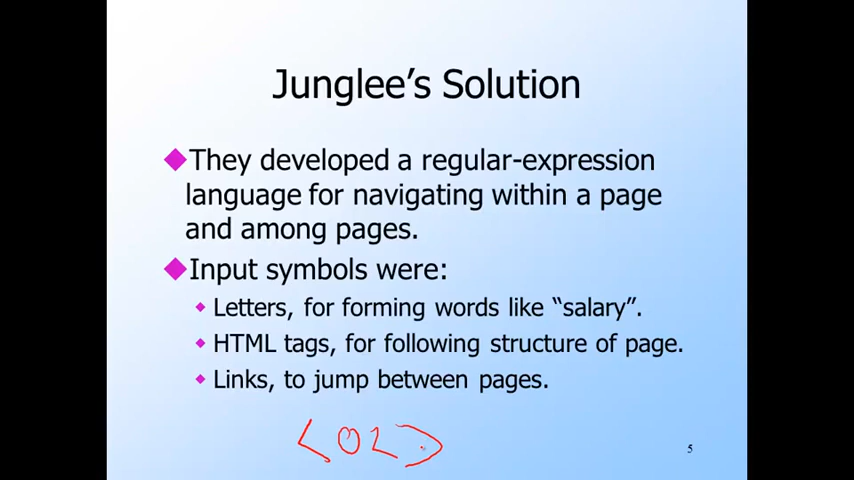 Junglee's Solution
They developed a regular-expression
language for navigating within a page
and among pages.
Input symbols were:
Letters, for forming words like “salary”.
HTML tags, for following structure of page.
Links, to jump between pages.
<OL>
5